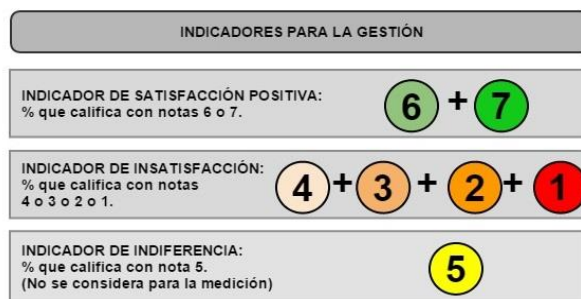 INDICADORES PARA LA GESTIÓN
INDICADOR DE SATISFACCIÓN POSITIVA:
% que califica con notas 6 o 7.
6 + 7
INDICADOR DE INSATISFACCIÓN:
% que califica con notas
4 o 3 o 2 o 1.
4 + 3 + 2 + 1
INDICADOR DE INDIFERENCIA:
% que califica con nota 5.
(No se considera para la medición)
5